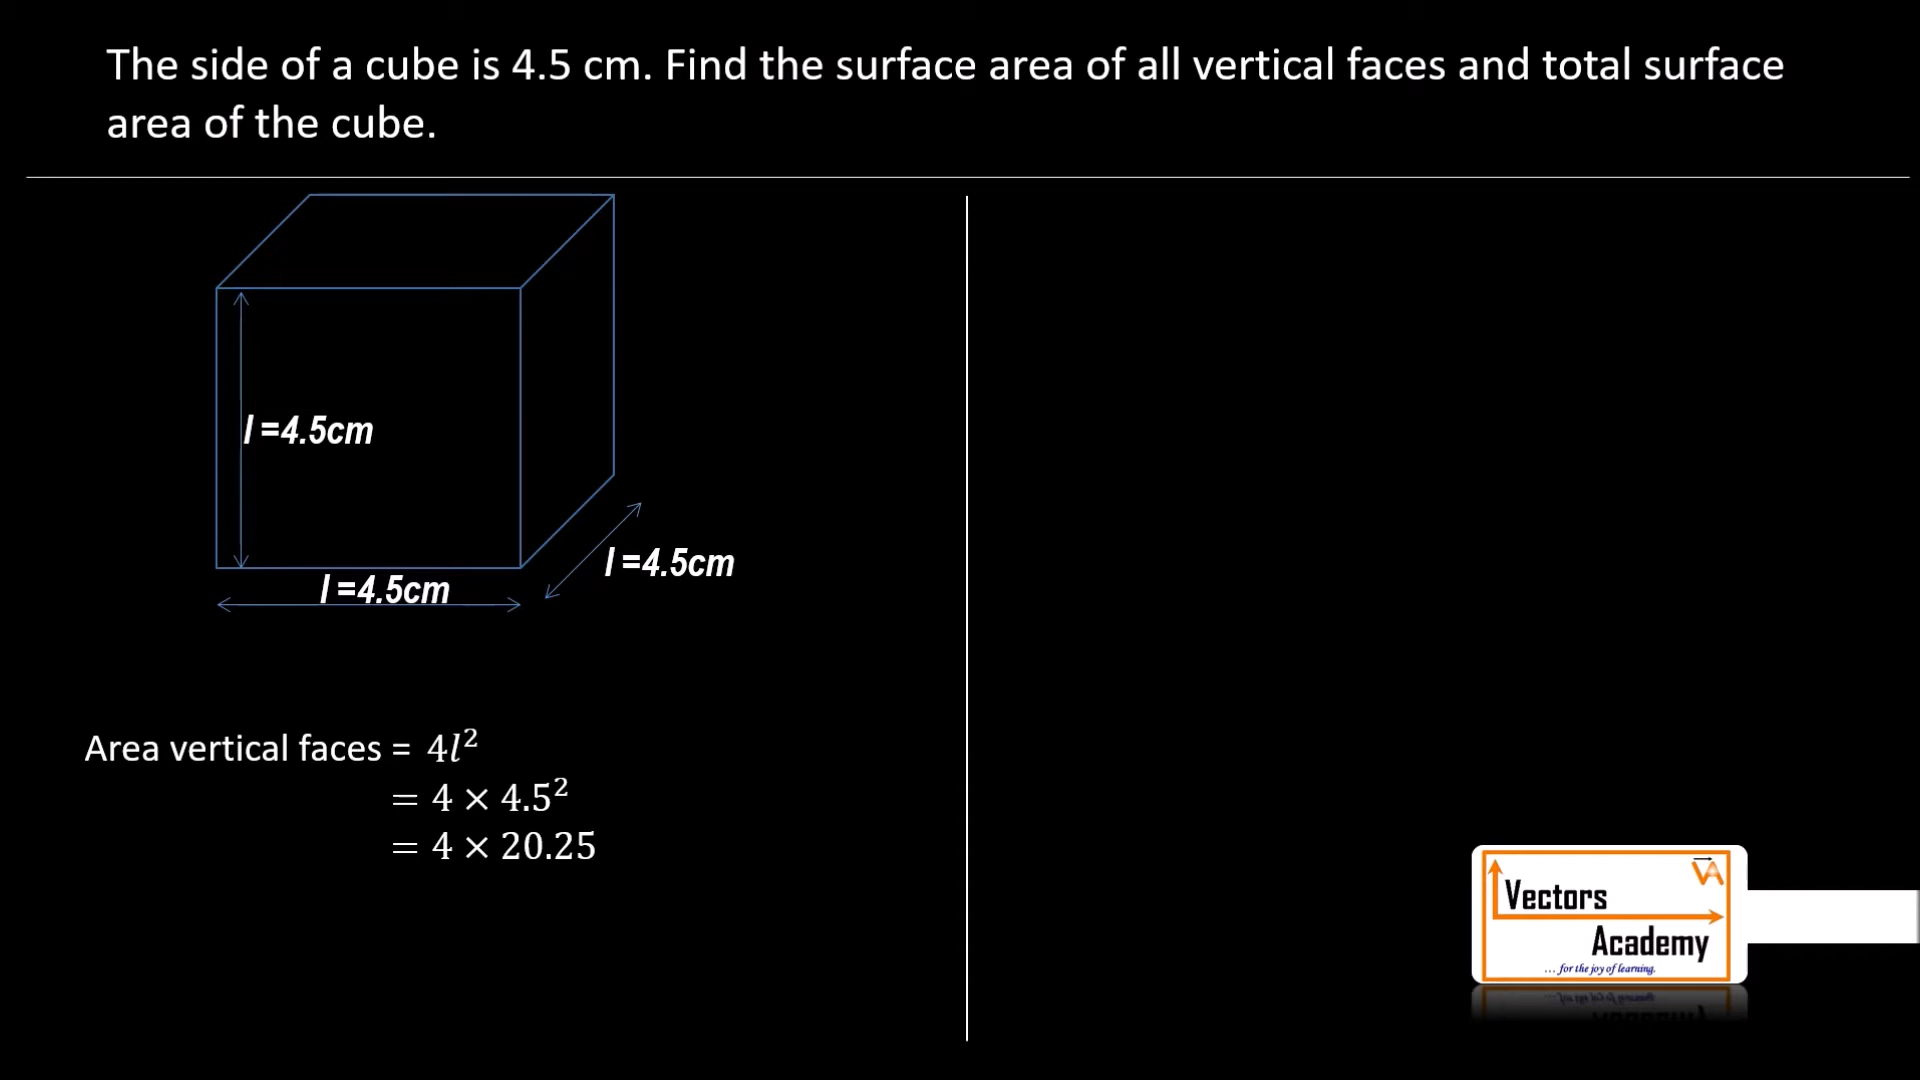 The side of a cube is 4.5 cm. Find the surface area of all vertical faces and total surface
area of the cube.
l =4.5cm
l =4.5cm
l =4.5cm
Area vertical faces = 4l²
= 4 × 4.5²
= 4 × 20.25
VA
Vectors
Academy
... for the joy of learning.